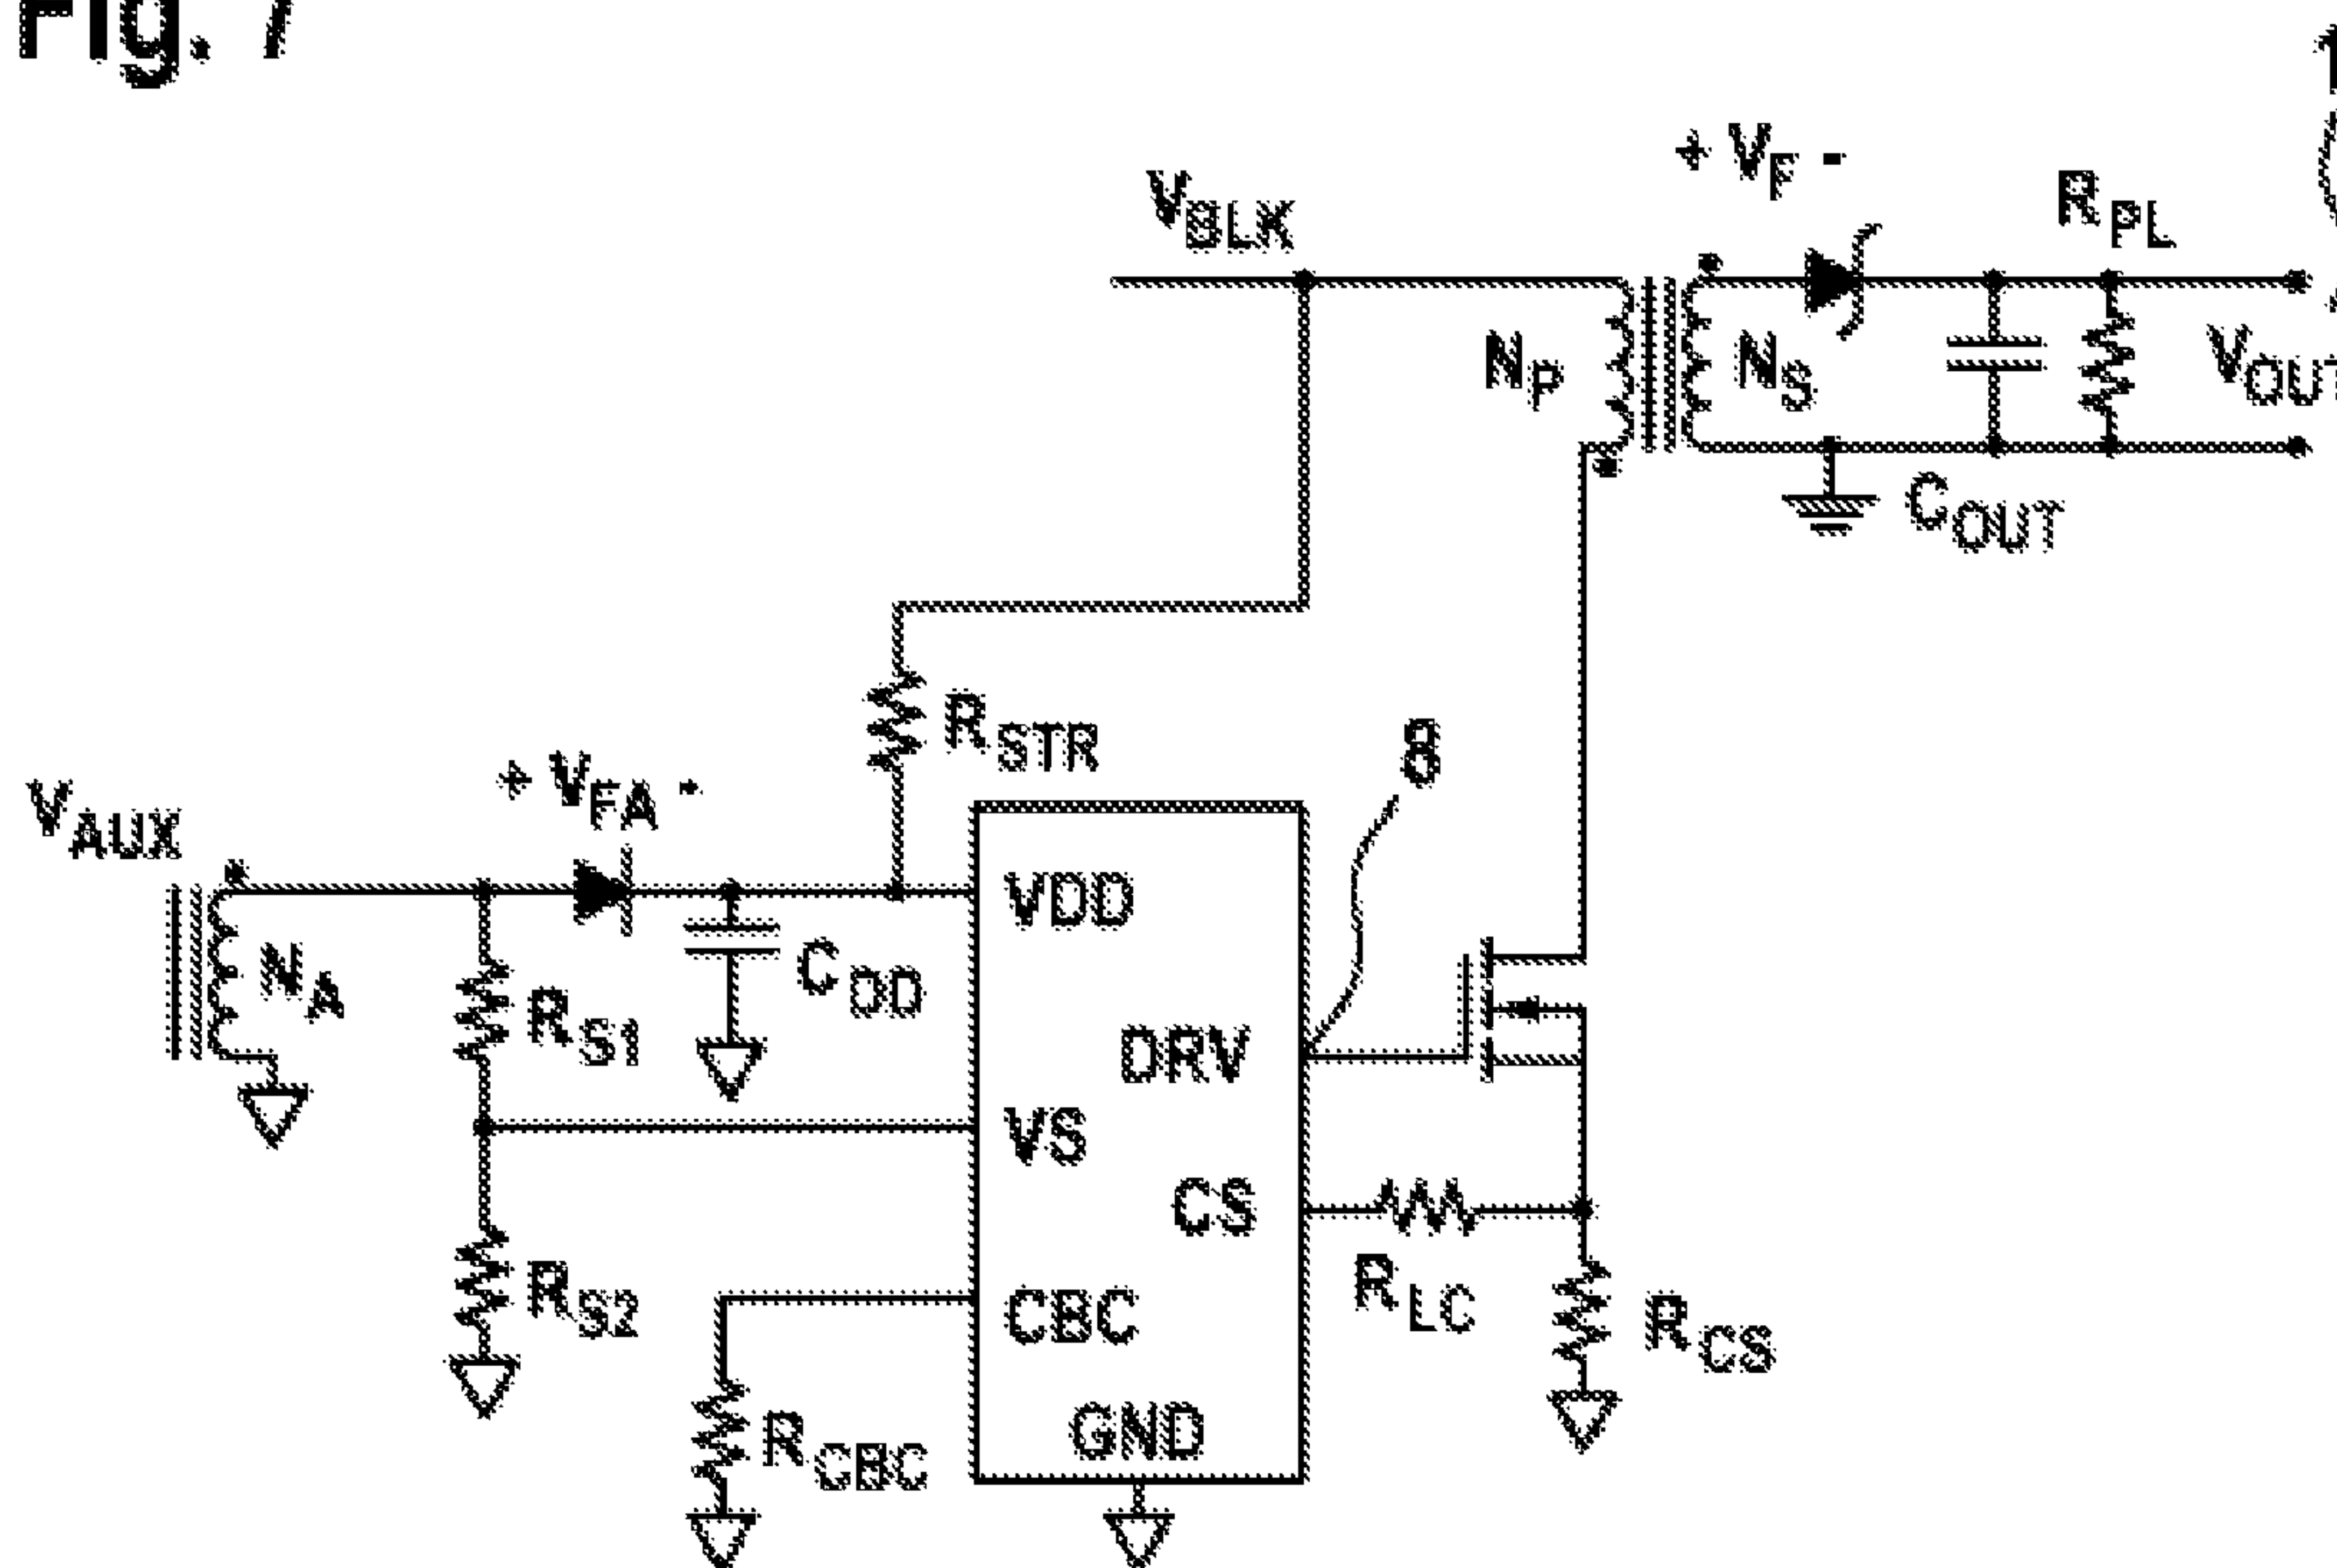 Fig. 7
+ VF -
VBLK
RPL
NP
NS
VOUT
COUT
RSTR
+ VFA -
VAUX
VDD
NA
CDD
RS1
DRV
VS
CS
RS2
RLC
CBC
RCS
RCBC
GND